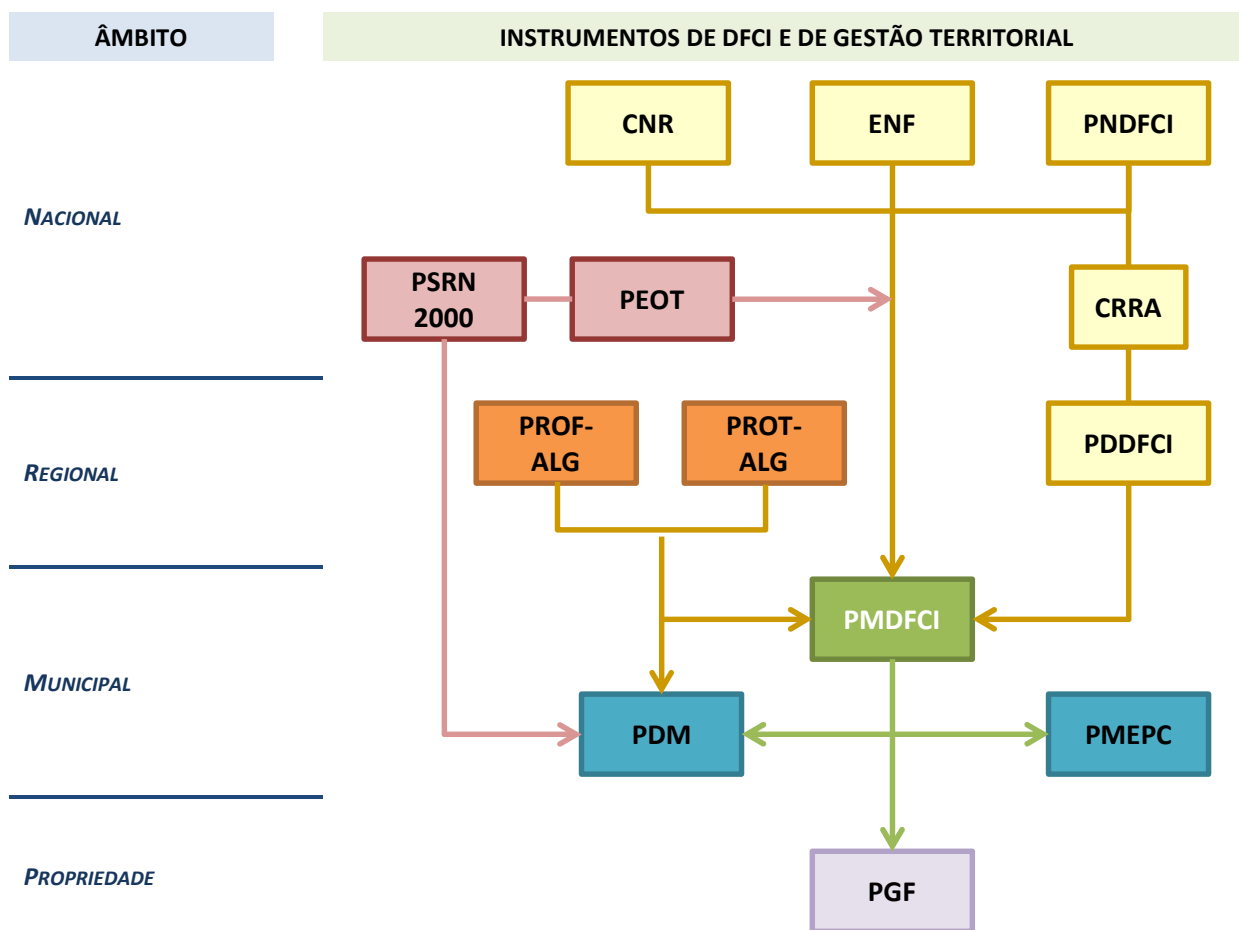 ÂMBITO
INSTRUMENTOS DE DFCI E DE GESTÃO TERRITORIAL
CNR
ENF
PNDFCI
NACIONAL
PSRN
2000
PEOT
CRRA
PROF-
ALG
PROT-
ALG
PDDFCI
REGIONAL
PMDFCI
MUNICIPAL
PDM
PMEPC
PROPRIEDADE
PGF